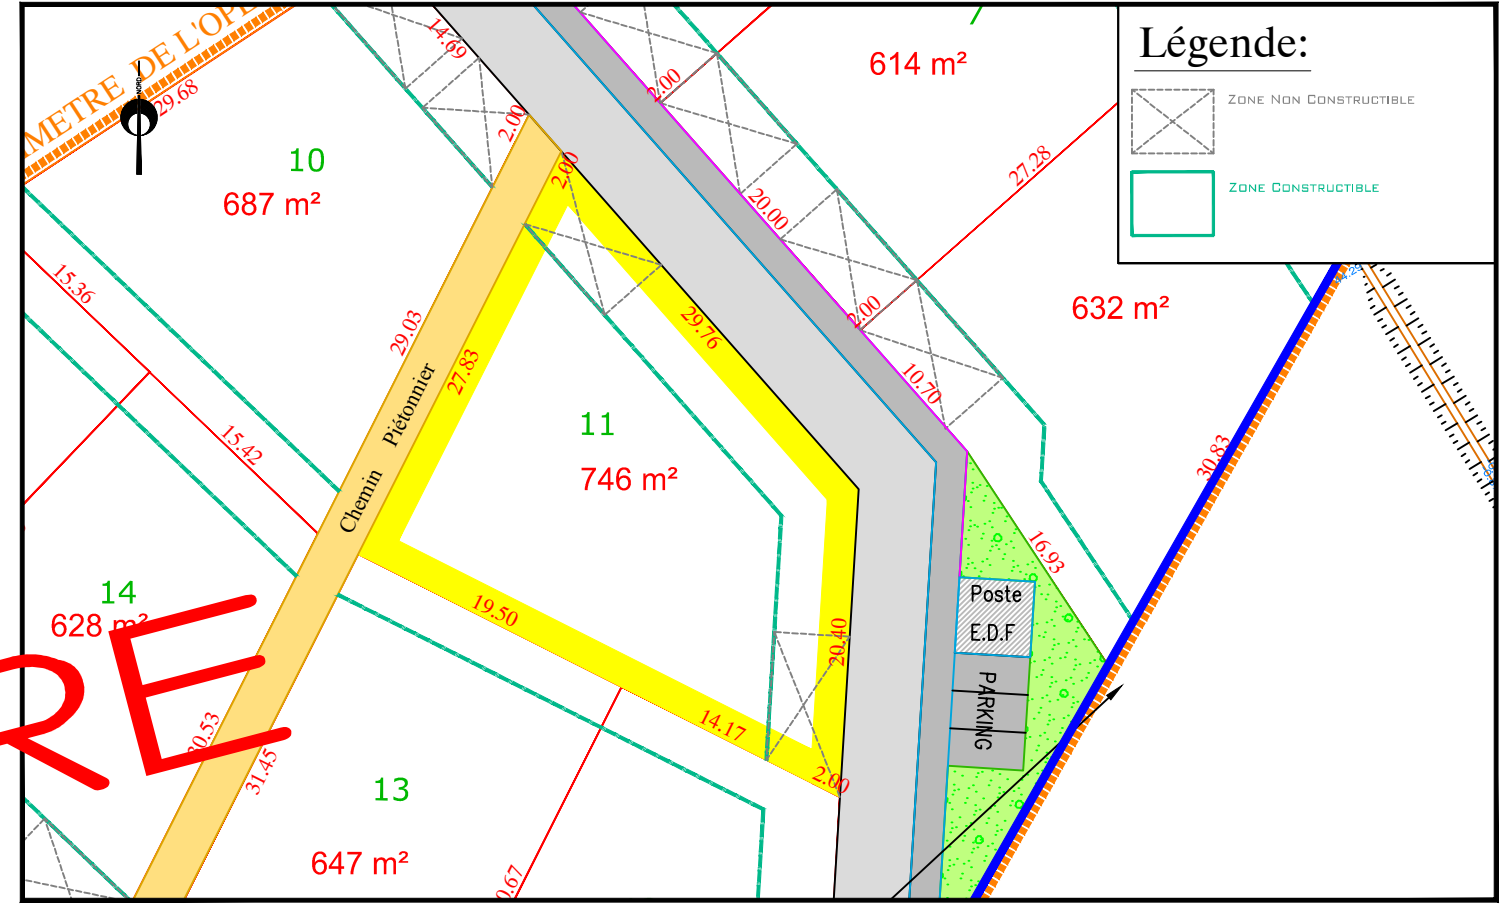 PERIMETRE DE L'OPE
29.68
NORD
14.69
2.00
2.00
7
614 m²
Légende:
ZONE NON CONSTRUCTIBLE
ZONE CONSTRUCTIBLE
10
687 m²
2.00
27.28
20.00
2.00
632 m²
15.36
29.03
27.83
29.76
10.70
Chemin Piétonnier
15.42
11
746 m²
30.83
16.93
14
628 m²
RE
19.50
20.40
Poste
E.D.F
PARKING
14.17
2.00
30.53
31.45
13
647 m²
0.67